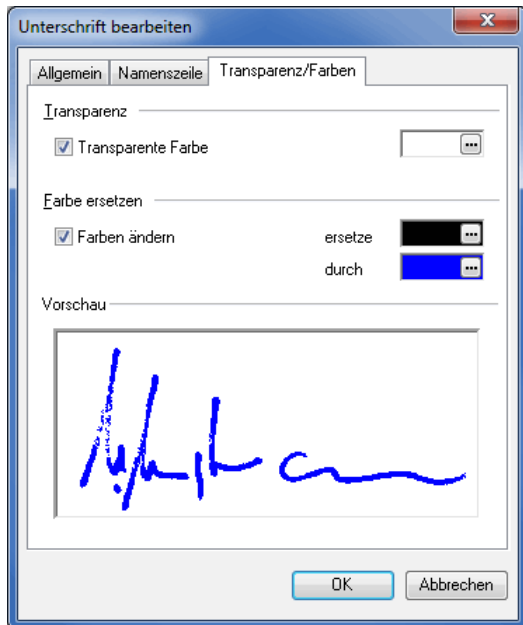 Unterschrift bearbeiten
Allgemein Namenszeile Transparenz/Farben
Transparenz
Transparente Farbe ...
Farbe ersetzen
Farben ändern ersetze ...
durch ...
Vorschau
OK Abbrechen